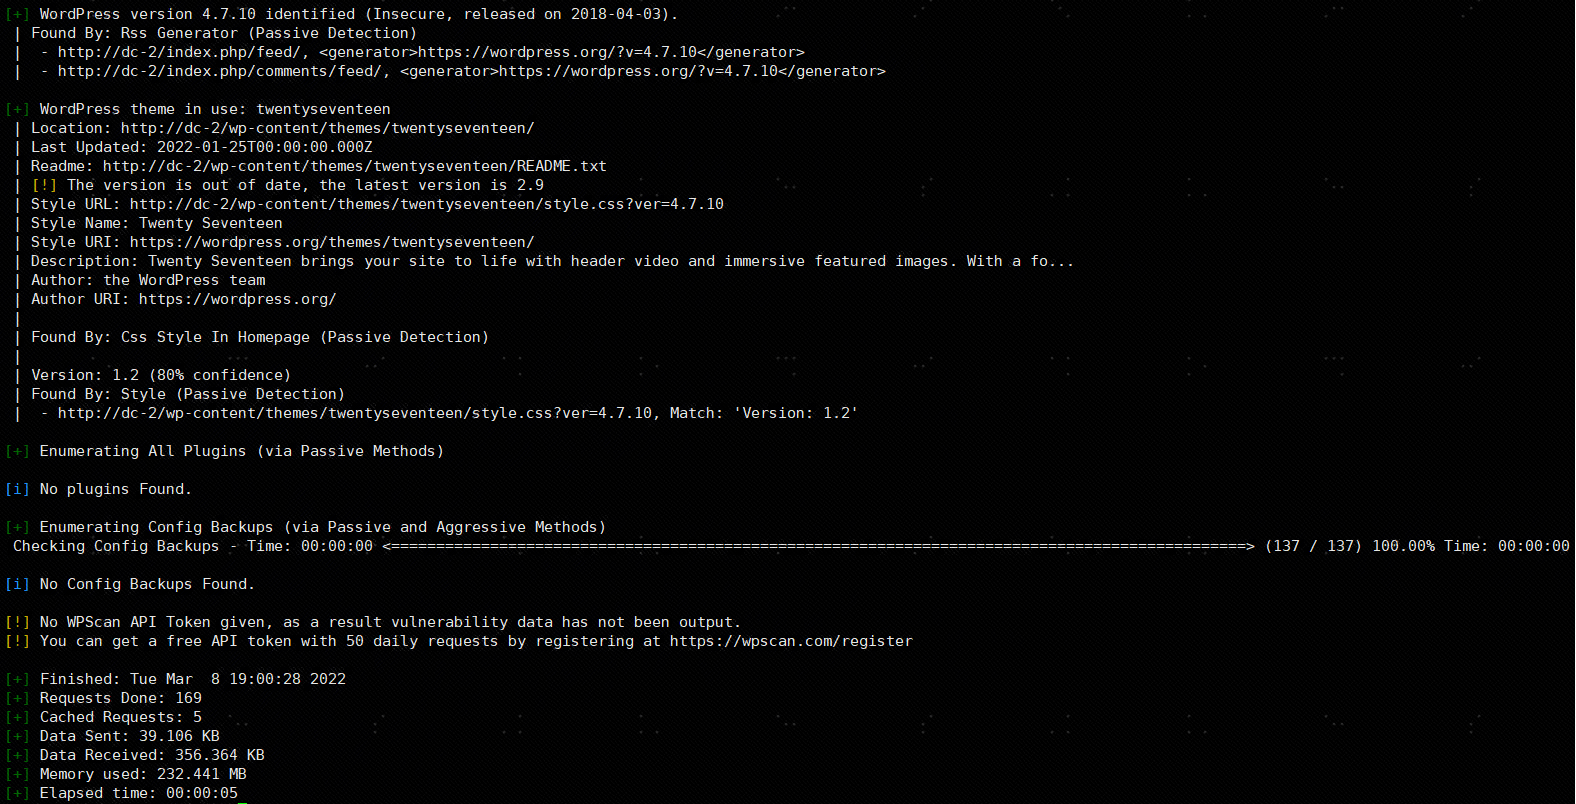 [+] WordPress version 4.7.10 identified (Insecure, released on 2018-04-03).
 | Found By: Rss Generator (Passive Detection)
 |  - http://dc-2/index.php/feed/, <generator>https://wordpress.org/?v=4.7.10</generator>
 |  - http://dc-2/index.php/comments/feed/, <generator>https://wordpress.org/?v=4.7.10</generator>
[+] WordPress theme in use: twentyseventeen
 | Location: http://dc-2/wp-content/themes/twentyseventeen/
 | Last Updated: 2022-01-25T00:00:00.000Z
 | Readme: http://dc-2/wp-content/themes/twentyseventeen/README.txt
 | [!] The version is out of date, the latest version is 2.9
 | Style URL: http://dc-2/wp-content/themes/twentyseventeen/style.css?ver=4.7.10
 | Style Name: Twenty Seventeen
 | Style URI: https://wordpress.org/themes/twentyseventeen/
 | Description: Twenty Seventeen brings your site to life with header video and immersive featured images. With a fo...
 | Author: the WordPress team
 | Author URI: https://wordpress.org/
 |
 | Found By: Css Style In Homepage (Passive Detection)
 |
 | Version: 1.2 (80% confidence)
 | Found By: Style (Passive Detection)
 |  - http://dc-2/wp-content/themes/twentyseventeen/style.css?ver=4.7.10, Match: 'Version: 1.2'
[+] Enumerating All Plugins (via Passive Methods)
[i] No plugins Found.
[+] Enumerating Config Backups (via Passive and Aggressive Methods)
 Checking Config Backups - Time: 00:00:00 <===============================================================================================> (137 / 137) 100.00% Time: 00:00:00
[i] No Config Backups Found.
[!] No WPScan API Token given, as a result vulnerability data has not been output.
[!] You can get a free API token with 50 daily requests by registering at https://wpscan.com/register
[+] Finished: Tue Mar  8 19:00:28 2022
[+] Requests Done: 169
[+] Cached Requests: 5
[+] Data Sent: 39.106 KB
[+] Data Received: 356.364 KB
[+] Memory used: 232.441 MB
[+] Elapsed time: 00:00:05